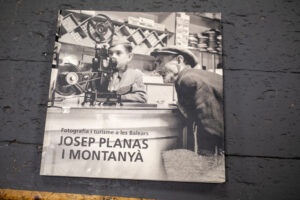 Fotografia i turisme a les Balears
JOSEP PLANAS
I MONTANYÀ